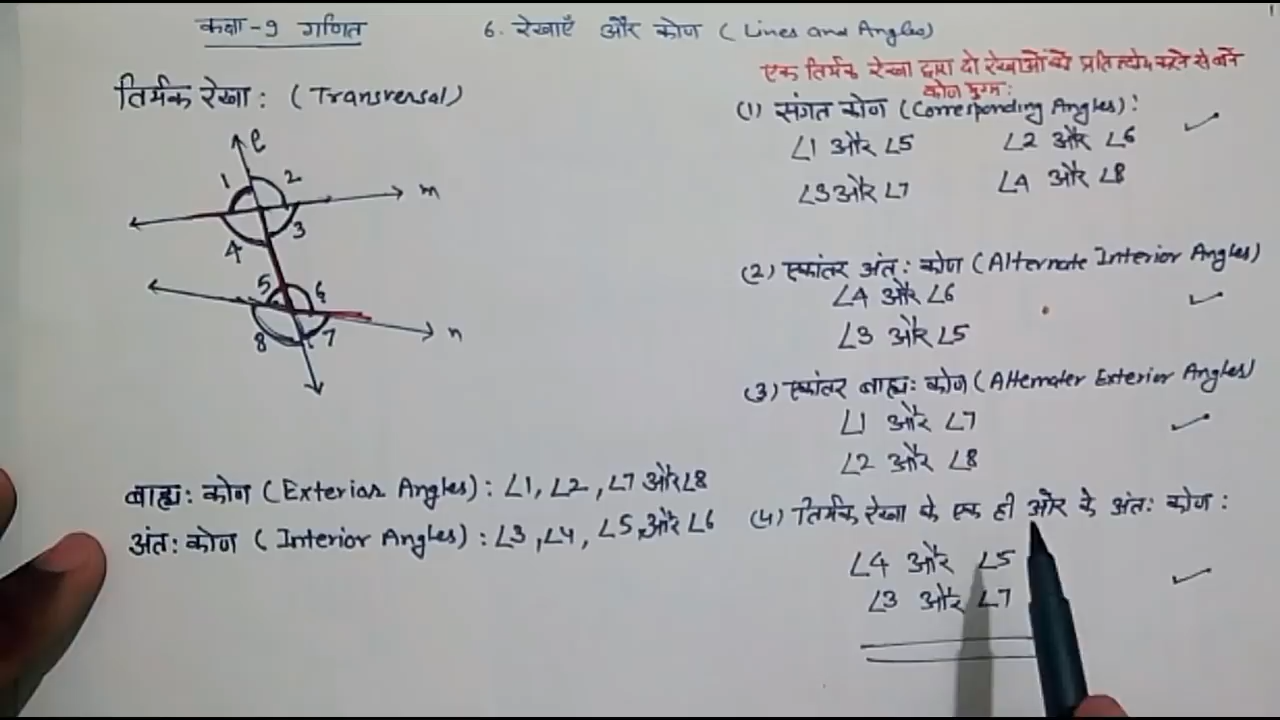 कक्षा-9 गणित
6. रेखाएँ और कोण (Lines and Angles)
तिर्यक रेखा : (Transversal)
l
1 2
m
4 3
5 6
n
8 7
बाह्य: कोण (Exterior Angles) : ∠1, ∠2, ∠7 और ∠8
अंत: कोण ( Interior Angles) : ∠3, ∠4, ∠5, और ∠6
एक तिर्यक रेखा द्वारा दो रेखाओं को प्रतिच्छेद करने से बने
कोण युग्म :
(1) संगत कोण (Corresponding Angles) :
∠1 और ∠5 ∠2 और ∠6
∠3 और ∠7 ∠4 और ∠8
(2) एकांतर अंत: कोण (Alternate Interior Angles)
∠4 और ∠6
∠3 और ∠5
(3) एकांतर बाह्य: कोण (Alternater Exterior Angles)
∠1 और ∠7
∠2 और ∠8
(4) तिर्यक रेखा के एक ही ओर के अंत: कोण :
∠4 और ∠5
∠3 और ∠7